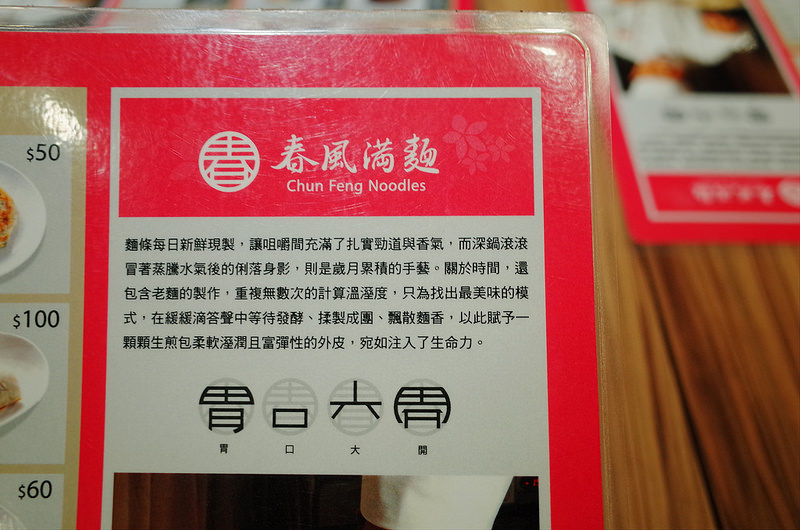 $50
$100
$60
春
春風滿麵
Chun Feng Noodles
麵條每日新鮮現製，讓咀嚼間充滿了扎實勁道與香氣，而深鍋滾滾
冒著蒸騰水氣後的俐落身影，則是歲月累積的手藝。關於時間，還
包含老麵的製作，重複無數次的計算溫溼度，只為找出最美味的模
式，在緩緩滴答聲中等待發酵、揉製成團、飄散麵香，以此賦予一
顆顆生煎包柔軟溼潤且富彈性的外皮，宛如注入了生命力。
胃口大開
胃 口 大 開